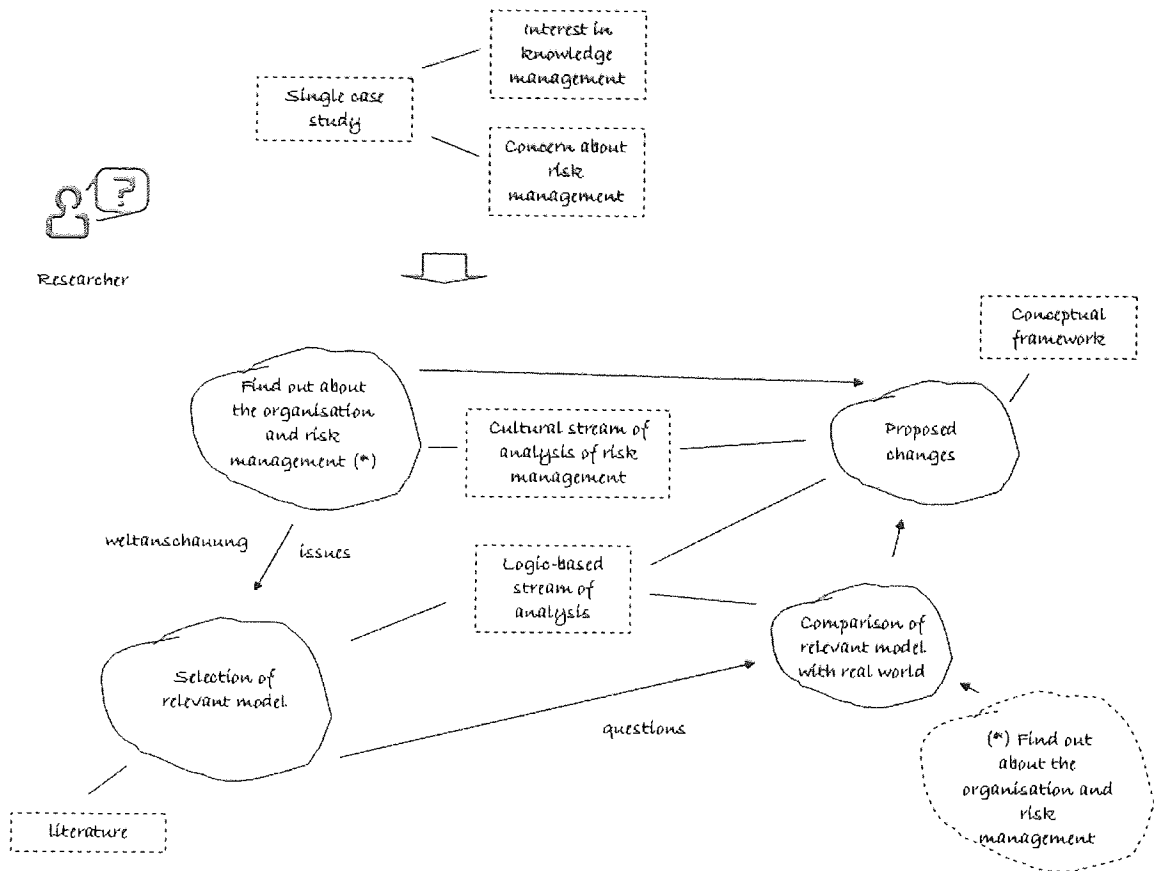 Interest in
knowledge
management
Single case
study
Concern about
risk
management
?
Researcher
Conceptual
framework
Find out about
the organisation
and risk
management (*)
Cultural stream of
analysis of risk
management
Proposed
changes
weltanschauung
issues
Logic-based
stream of
analysis
Comparison of
relevant model
with real world
Selection of
relevant model
questions
(*) Find out
about the
organisation and
risk
management
Literature